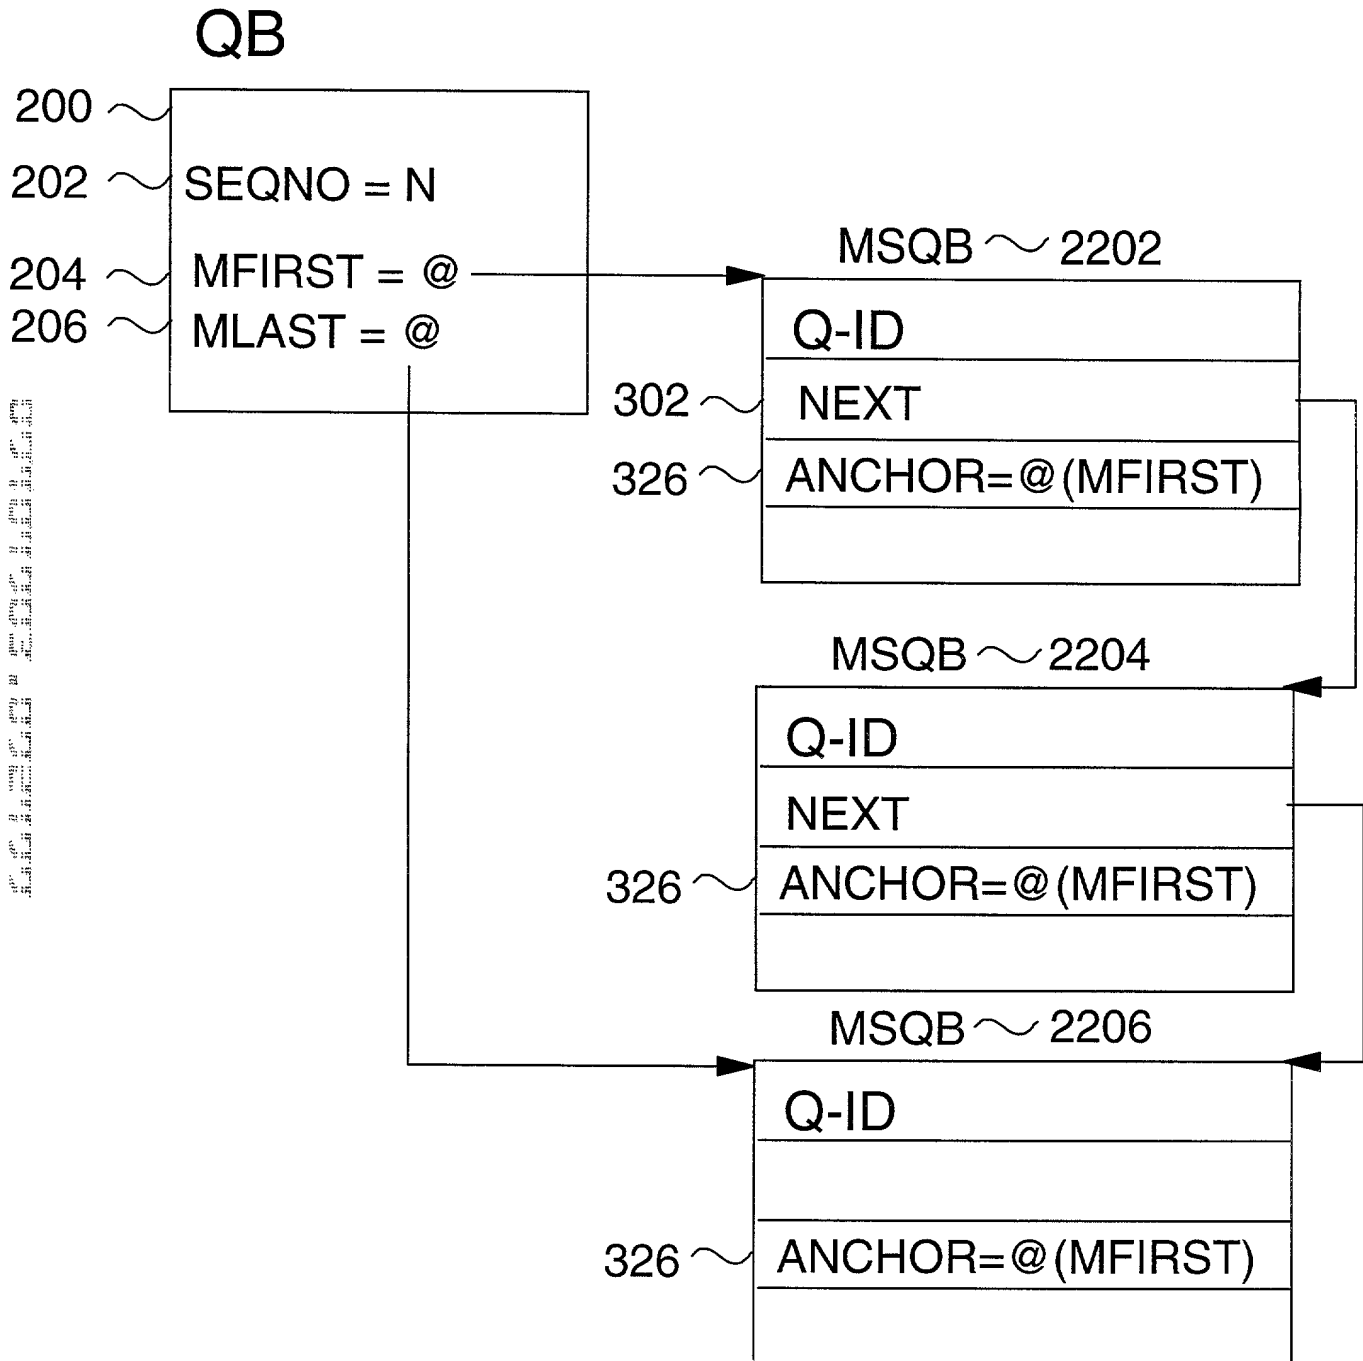 QB
200
202 SEQNO = N
204 MFIRST = @
206 MLAST = @
MSQB 2202
Q-ID
302 NEXT
326 ANCHOR=@(MFIRST)
MSQB 2204
Q-ID
NEXT
326 ANCHOR=@(MFIRST)
MSQB 2206
Q-ID
326 ANCHOR=@(MFIRST)